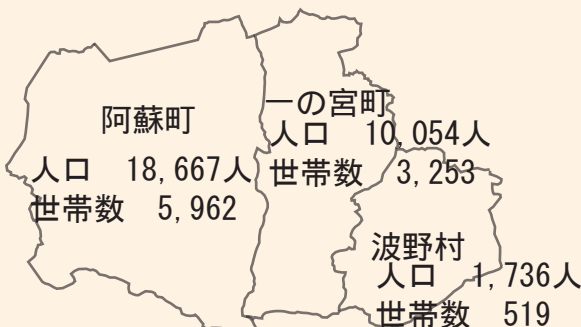 阿蘇町
人口　18,667人
世帯数　5,962
一の宮町
人口　10,054人
世帯数　3,253
波野村
人口　1,736人
世帯数　519